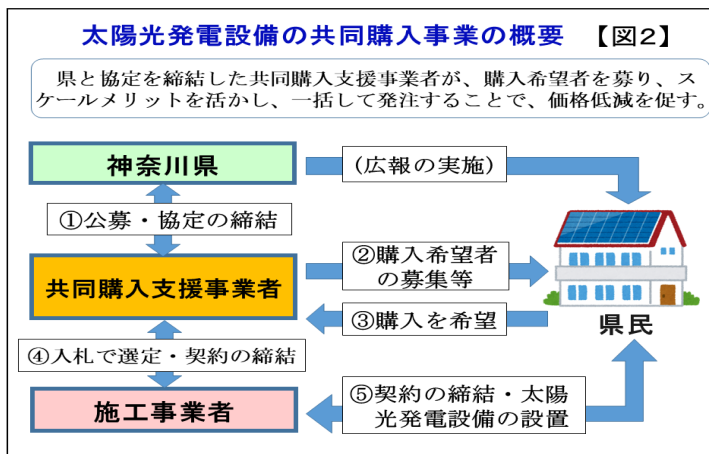 太陽光発電設備の共同購入事業の概要 【図2】
県と協定を締結した共同購入支援事業者が、購入希望者を募り、ス
ケールメリットを活かし、一括して発注することで、価格低減を促す。
神奈川県
(広報の実施)
①公募・協定の締結
共同購入支援事業者
②購入希望者
の募集等
③購入を希望
県民
④入札で選定・契約の締結
施工事業者
⑤契約の締結・太陽
光発電設備の設置